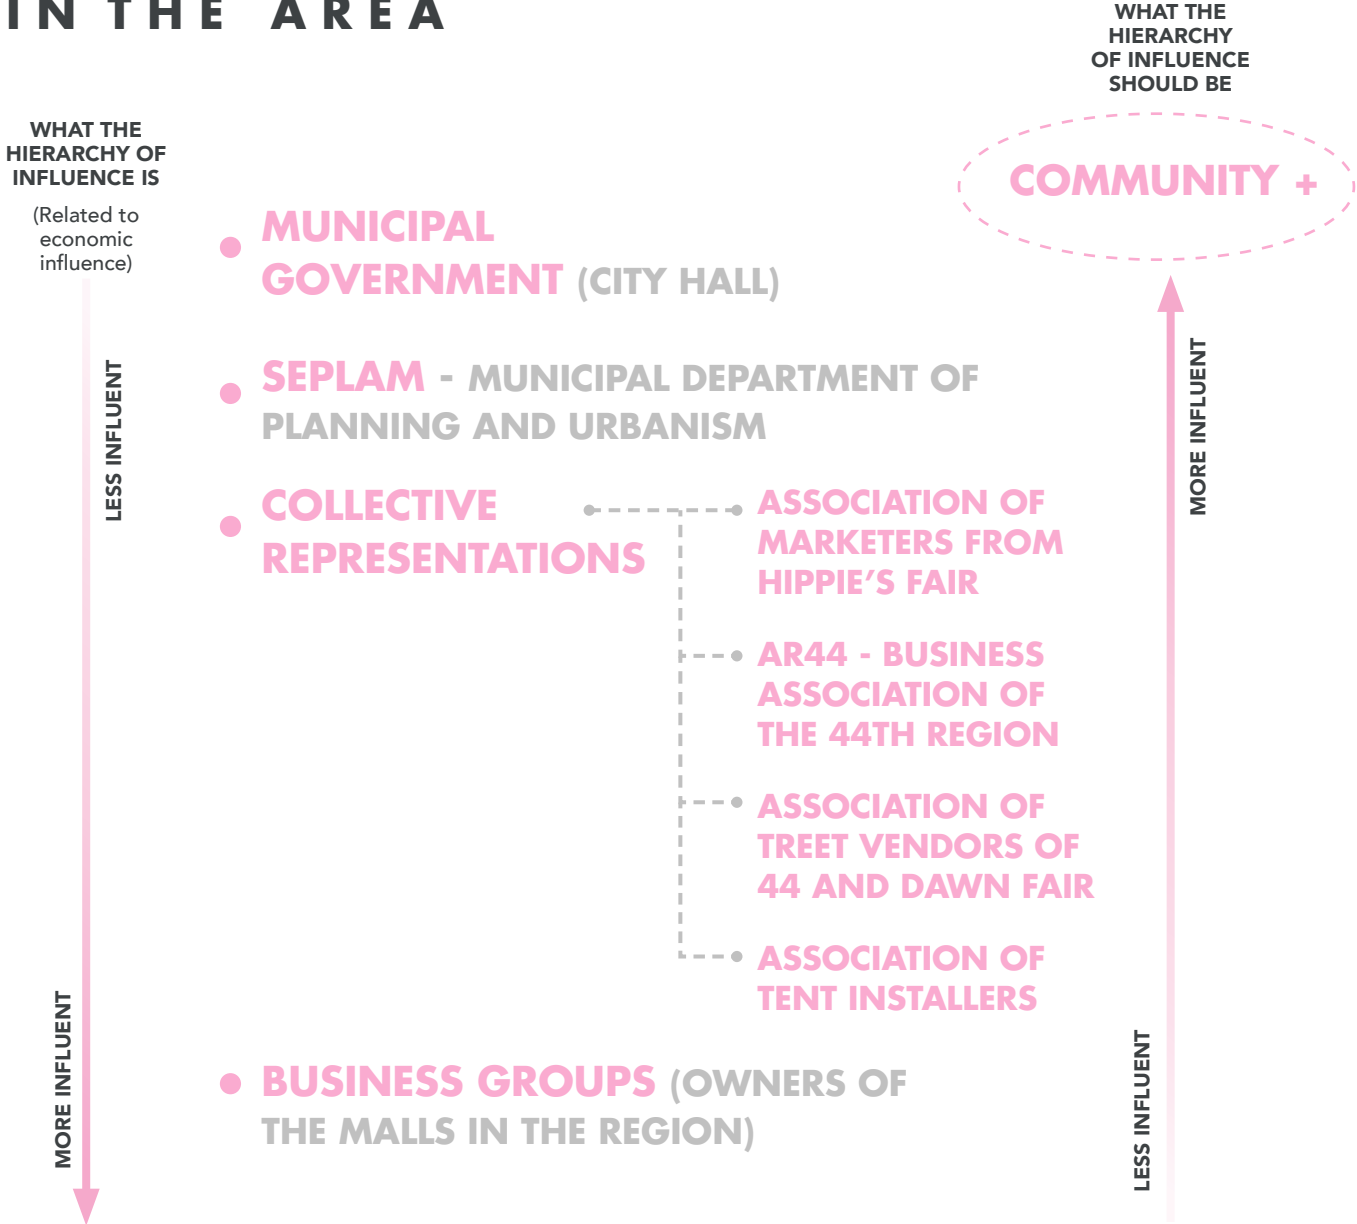 IN THE AREA
WHAT THE
HIERARCHY OF
INFLUENCE IS
(Related to
economic
influence)
LESS INFLUENT
MORE INFLUENT
MUNICIPAL
GOVERNMENT (CITY HALL)
SEPLAM - MUNICIPAL DEPARTMENT OF
PLANNING AND URBANISM
COLLECTIVE
REPRESENTATIONS
ASSOCIATION OF
MARKETERS FROM
HIPPIE’S FAIR
AR44 - BUSINESS
ASSOCIATION OF
THE 44TH REGION
ASSOCIATION OF
TREET VENDORS OF
44 AND DAWN FAIR
ASSOCIATION OF
TENT INSTALLERS
BUSINESS GROUPS (OWNERS OF
THE MALLS IN THE REGION)
WHAT THE
HIERARCHY
OF INFLUENCE
SHOULD BE
COMMUNITY +
MORE INFLUENT
LESS INFLUENT